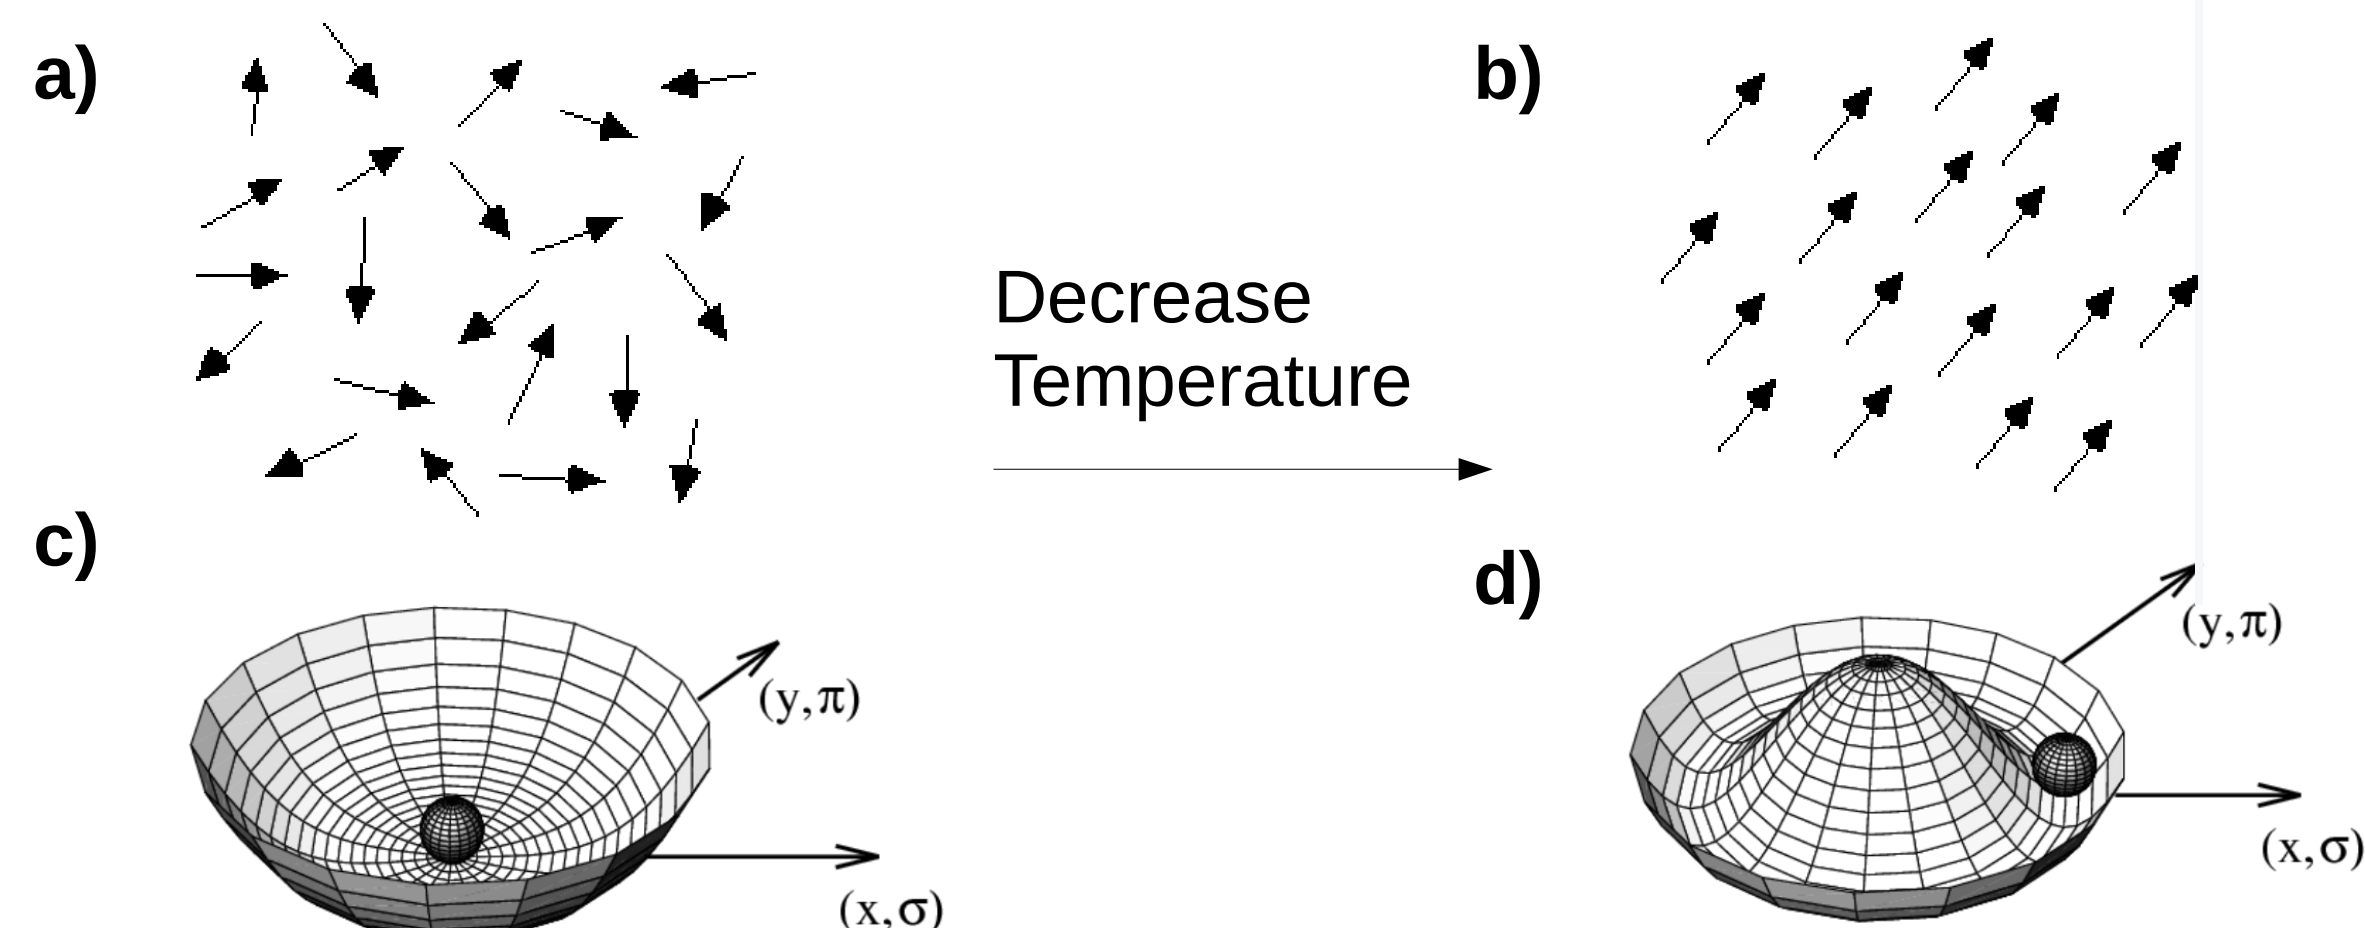 a)
b)
Decrease
Temperature
c)
d)
(y,π)
(x,σ)
(y,π)
(x,σ)